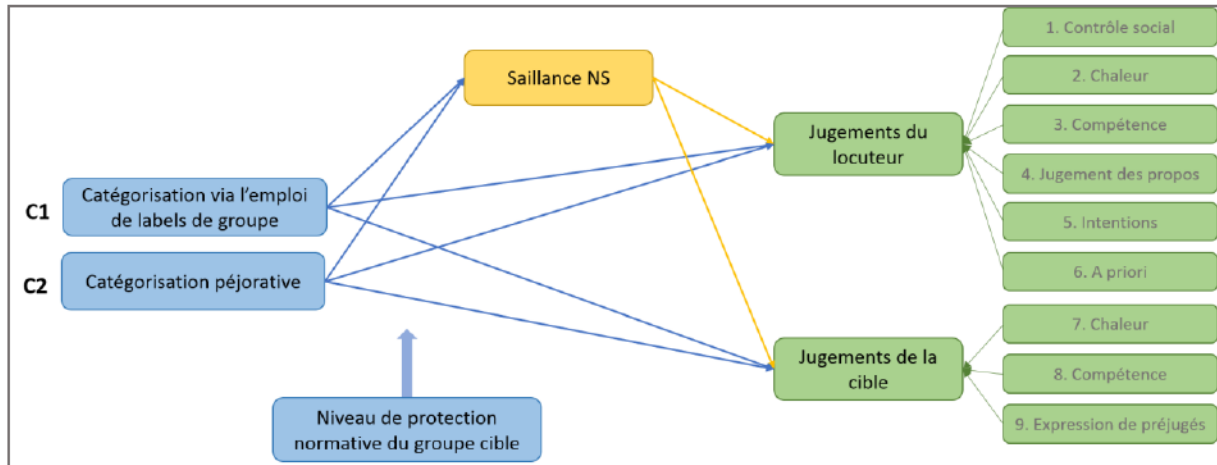 Saillance NS
C1
Catégorisation via l'emploi
de labels de groupe
C2
Catégorisation péjorative
Niveau de protection
normative du groupe cible
Jugements du
locuteur
Jugements de la
cible
1. Contrôle social
2. Chaleur
3. Compétence
4. Jugement des propos
5. Intentions
6. A priori
7. Chaleur
8. Compétence
9. Expression de préjugés